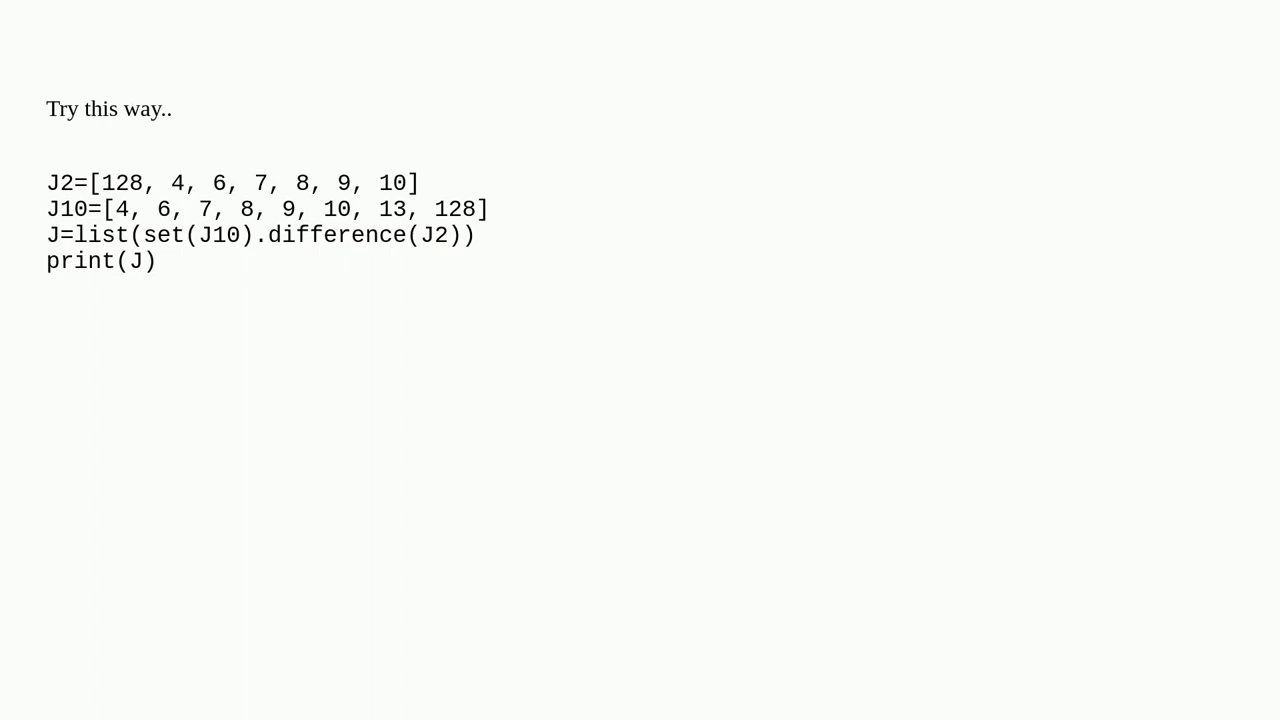 Try this way..
J2=[128, 4, 6, 7, 8, 9, 10]
J10=[4, 6, 7, 8, 9, 10, 13, 128]
J=list(set(J10).difference(J2))
print(J)